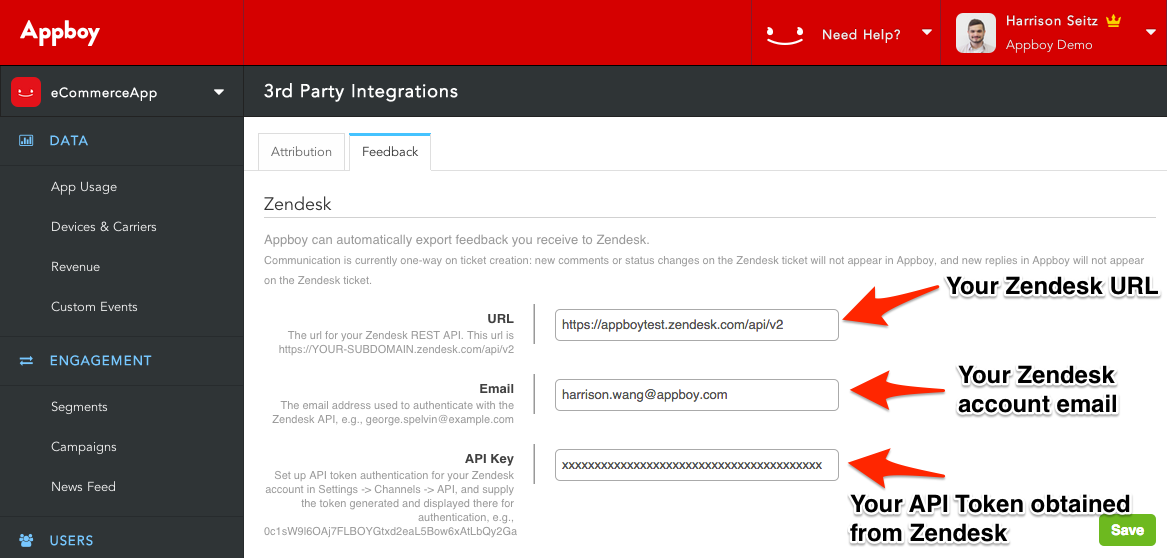 Appboy
Need Help?
Harrison Seitz
Appboy Demo
eCommerceApp
3rd Party Integrations
DATA
App Usage
Devices & Carriers
Revenue
Custom Events
ENGAGEMENT
Segments
Campaigns
News Feed
USERS
Attribution
Feedback
Zendesk
Appboy can automatically export feedback you receive to Zendesk.
Communication is currently one-way on ticket creation: new comments or status changes on the Zendesk ticket will not appear in Appboy, and new replies in Appboy will not appear
on the Zendesk ticket.
URL
The url for your Zendesk REST API. This url is
https://YOUR-SUBDOMAIN.zendesk.com/api/v2
https://appboytest.zendesk.com/api/v2
Your Zendesk URL
Email
The email address used to authenticate with the
Zendesk API, e.g., george.spelvin@example.com
harrison.wang@appboy.com
Your Zendesk
account email
API Key
Set up API token authentication for your Zendesk
account in Settings -> Channels -> API, and supply
the token generated and displayed there for
authentication, e.g.,
0c1sW9I6OAj7FLBOYGtxd2eaL5Bow6xAtLbQy2Ga
xxxxxxxxxxxxxxxxxxxxxxxxxxxxxxxxxxxxxxxx
Your API Token obtained
from Zendesk
Save